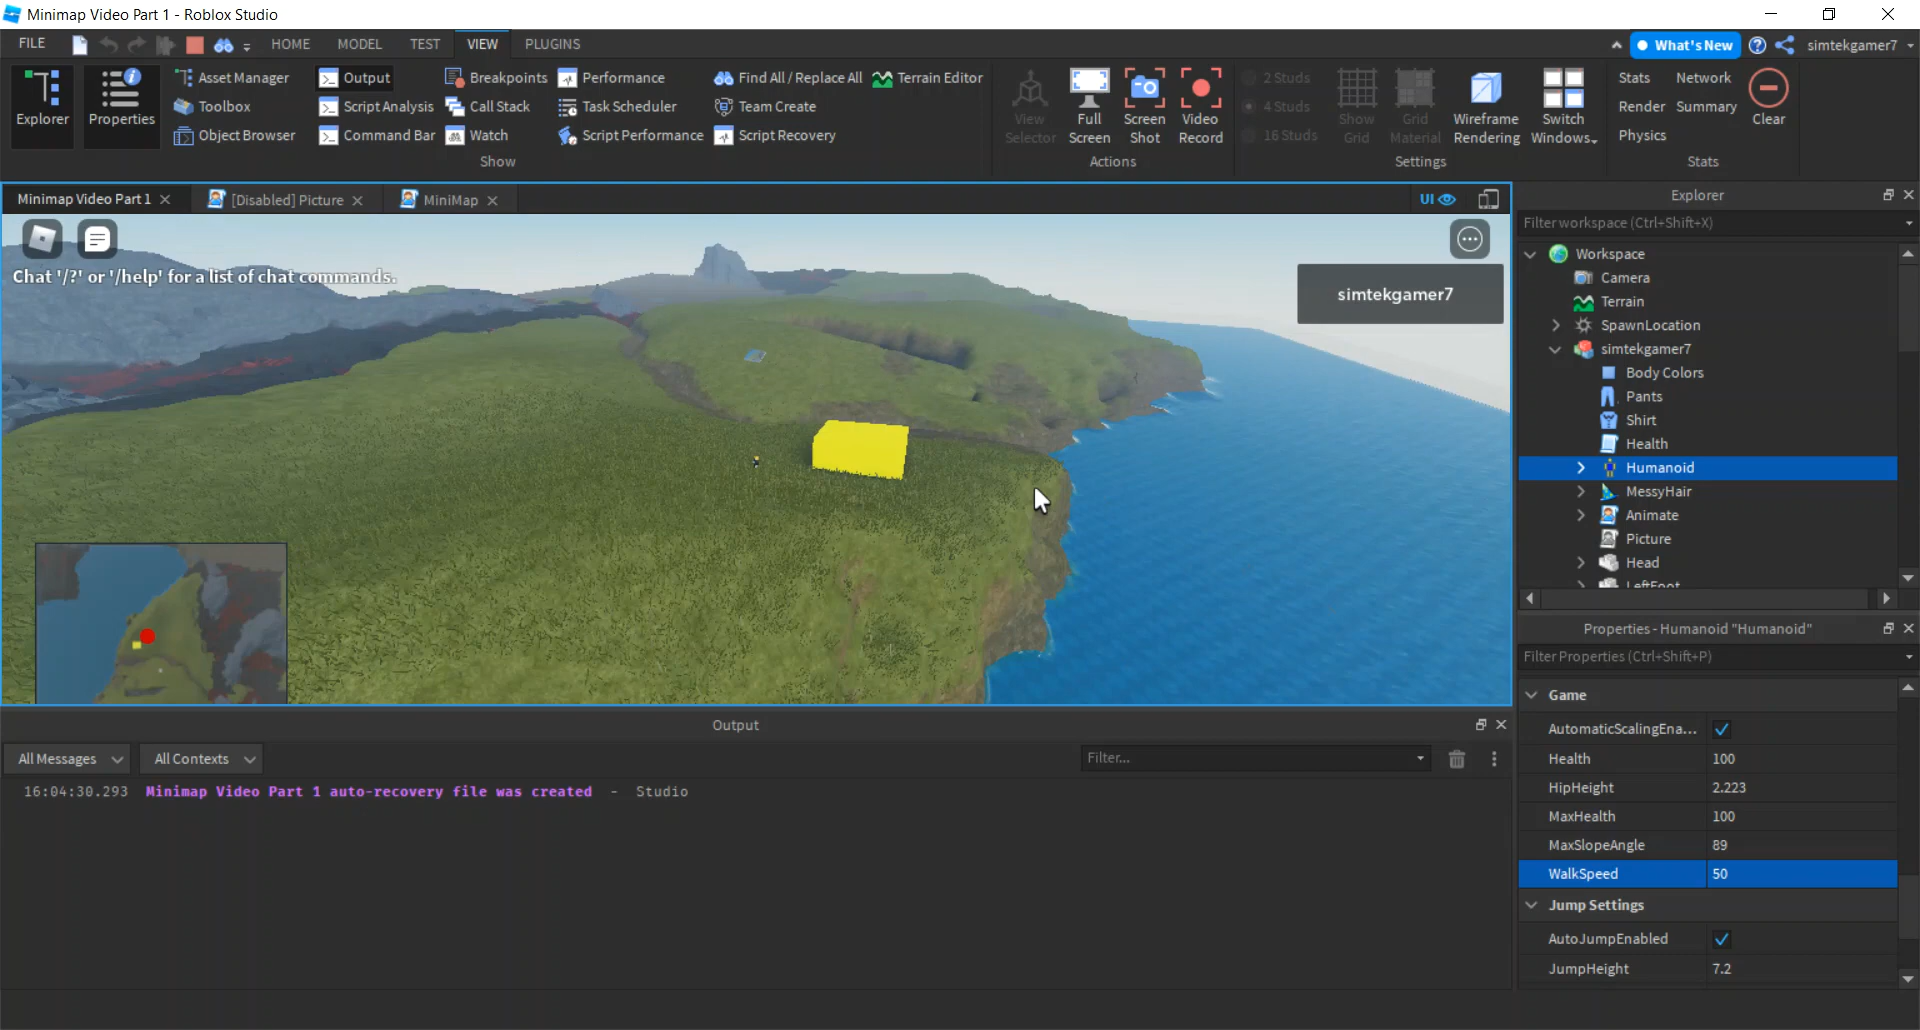 Minimap Video Part 1 - Roblox Studio
FILE
HOME
MODEL
TEST
VIEW
PLUGINS
What's New
simtekgamer7
Explorer
Properties
Asset Manager
Toolbox
Object Browser
Output
Script Analysis
Command Bar
Breakpoints
Call Stack
Watch
Performance
Task Scheduler
Script Performance
Find All / Replace All
Team Create
Script Recovery
Terrain Editor
Show
View
Selector
Full
Screen
Screen
Shot
Video
Record
Actions
2 Studs
4 Studs
16 Studs
Show
Grid
Grid
Material
Wireframe
Rendering
Switch
Windows
Settings
Stats
Network
Render
Summary
Physics
Clear
Stats
Minimap Video Part 1
[Disabled] Picture
MiniMap
UI
Chat '/?' or '/help' for a list of chat commands.
simtekgamer7
Explorer
Filter workspace (Ctrl+Shift+X)
Workspace
Camera
Terrain
SpawnLocation
simtekgamer7
Body Colors
Pants
Shirt
Health
Humanoid
MessyHair
Animate
Picture
Head
LeftFoot
Properties - Humanoid "Humanoid"
Filter Properties (Ctrl+Shift+P)
Game
AutomaticScalingEna...
Health 100
HipHeight 2.223
MaxHealth 100
MaxSlopeAngle 89
WalkSpeed 50
Jump Settings
AutoJumpEnabled
JumpHeight 7.2
Output
All Messages
All Contexts
Filter...
16:04:30.293 Minimap Video Part 1 auto-recovery file was created - Studio